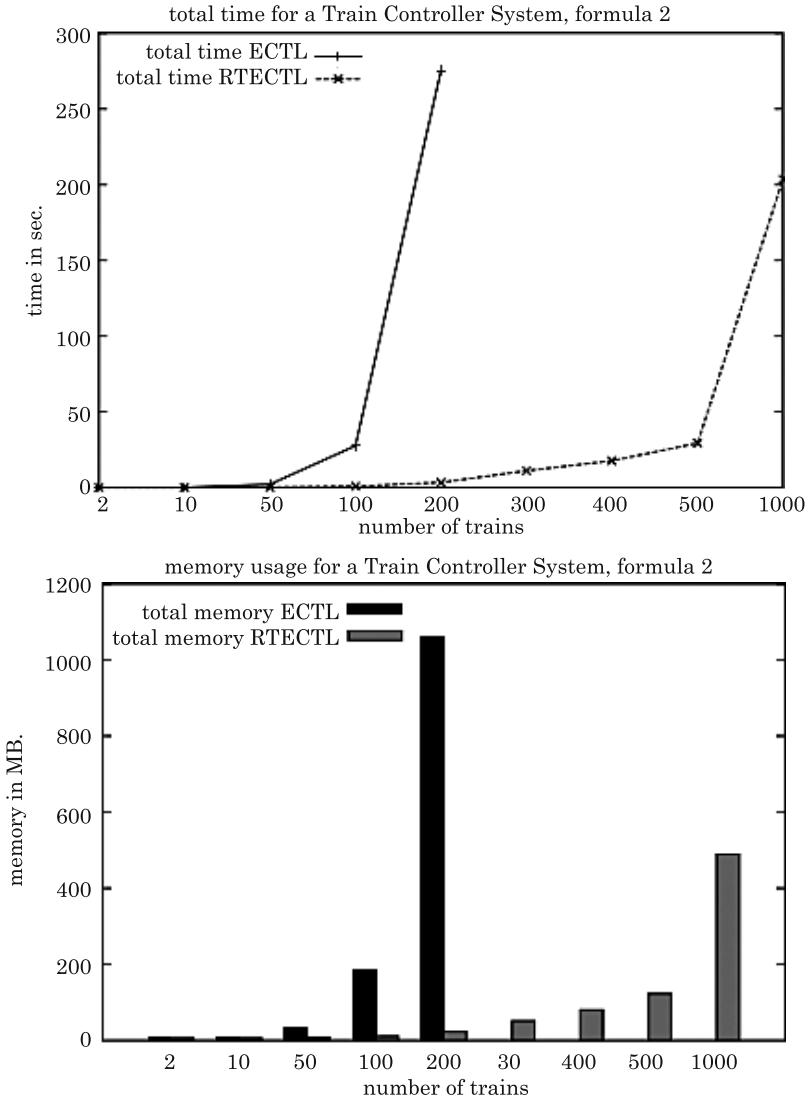 total time for a Train Controller System, formula 2
total time ECTL
total time RTECTL
300
250
200
150
100
50
0
time in sec.
2 10 50 100 200 300 400 500 1000
number of trains
memory usage for a Train Controller System, formula 2
total memory ECTL
total memory RTECTL
1200
1000
800
600
400
200
0
memory in MB.
2 10 50 100 200 30 400 500 1000
number of trains